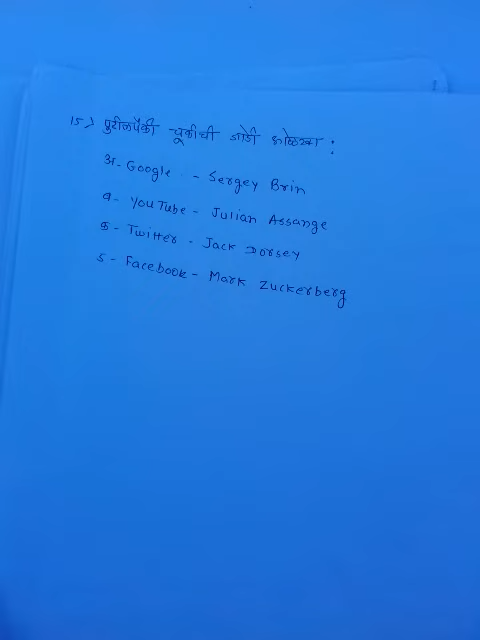 15> पुढीलपैकी चूकीची जोडी ओळखा :
अ- Google - Sergey Brin
ब- YouTube - Julian Assange
क- Twitter - Jack Dorsey
ड- Facebook - Mark Zuckerberg